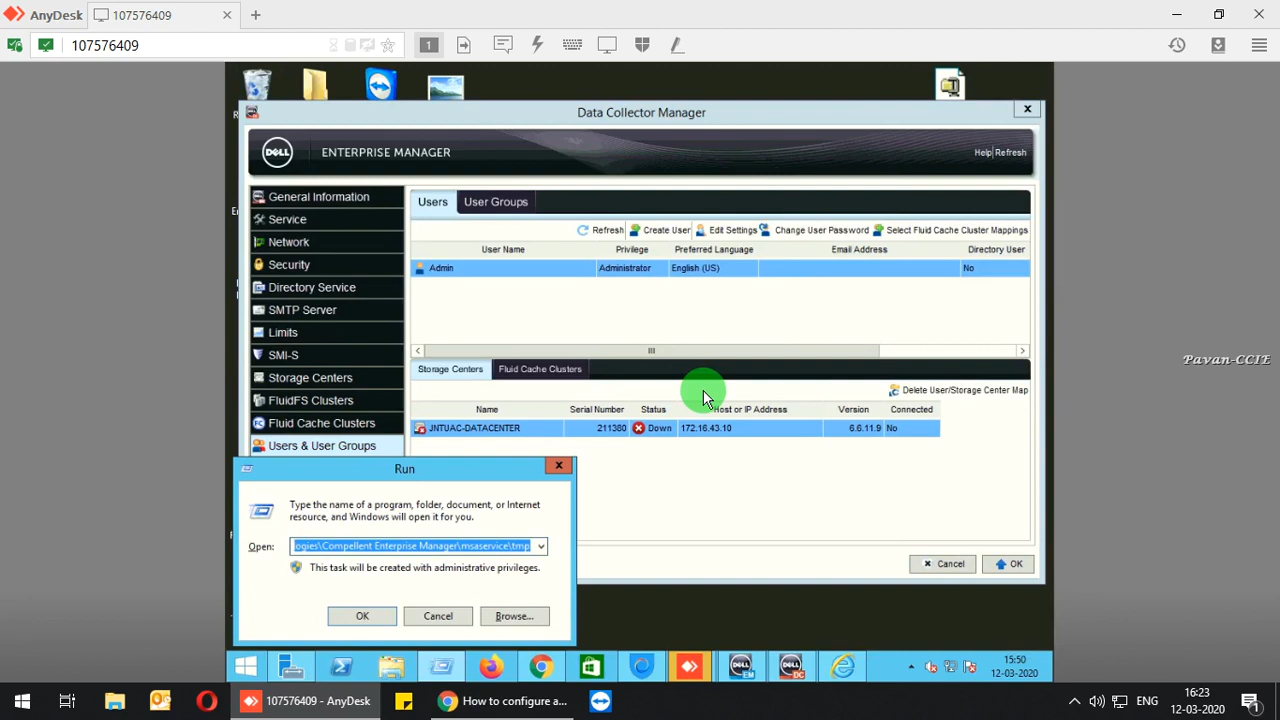 AnyDesk
107576409
107576409
1
Data Collector Manager
DELL
ENTERPRISE MANAGER
Help Refresh
General Information
Service
Network
Security
Directory Service
SMTP Server
Limits
SMI-S
Storage Centers
FluidFS Clusters
Fluid Cache Clusters
Users & User Groups
Users
User Groups
Refresh
Create User
Edit Settings
Change User Password
Select Fluid Cache Cluster Mappings
User Name Privilege Preferred Language Email Address Directory User
Admin Administrator English (US) No
Storage Centers
Fluid Cache Clusters
Delete User/Storage Center Map
Name Serial Number Status Host or IP Address Version Connected
JNTUAC-DATACENTER 211380 Down 172.16.43.10 6.6.11.9 No
Cancel
OK
Pavan-CCIE
Run
Type the name of a program, folder, document, or Internet
resource, and Windows will open it for you.
Open: ogies\Compellent Enterprise Manager\msaservice\tmp
This task will be created with administrative privileges.
OK
Cancel
Browse...
15:50
12-03-2020
107576409 - AnyDesk
How to configure a...
ENG
16:23
12-03-2020
1